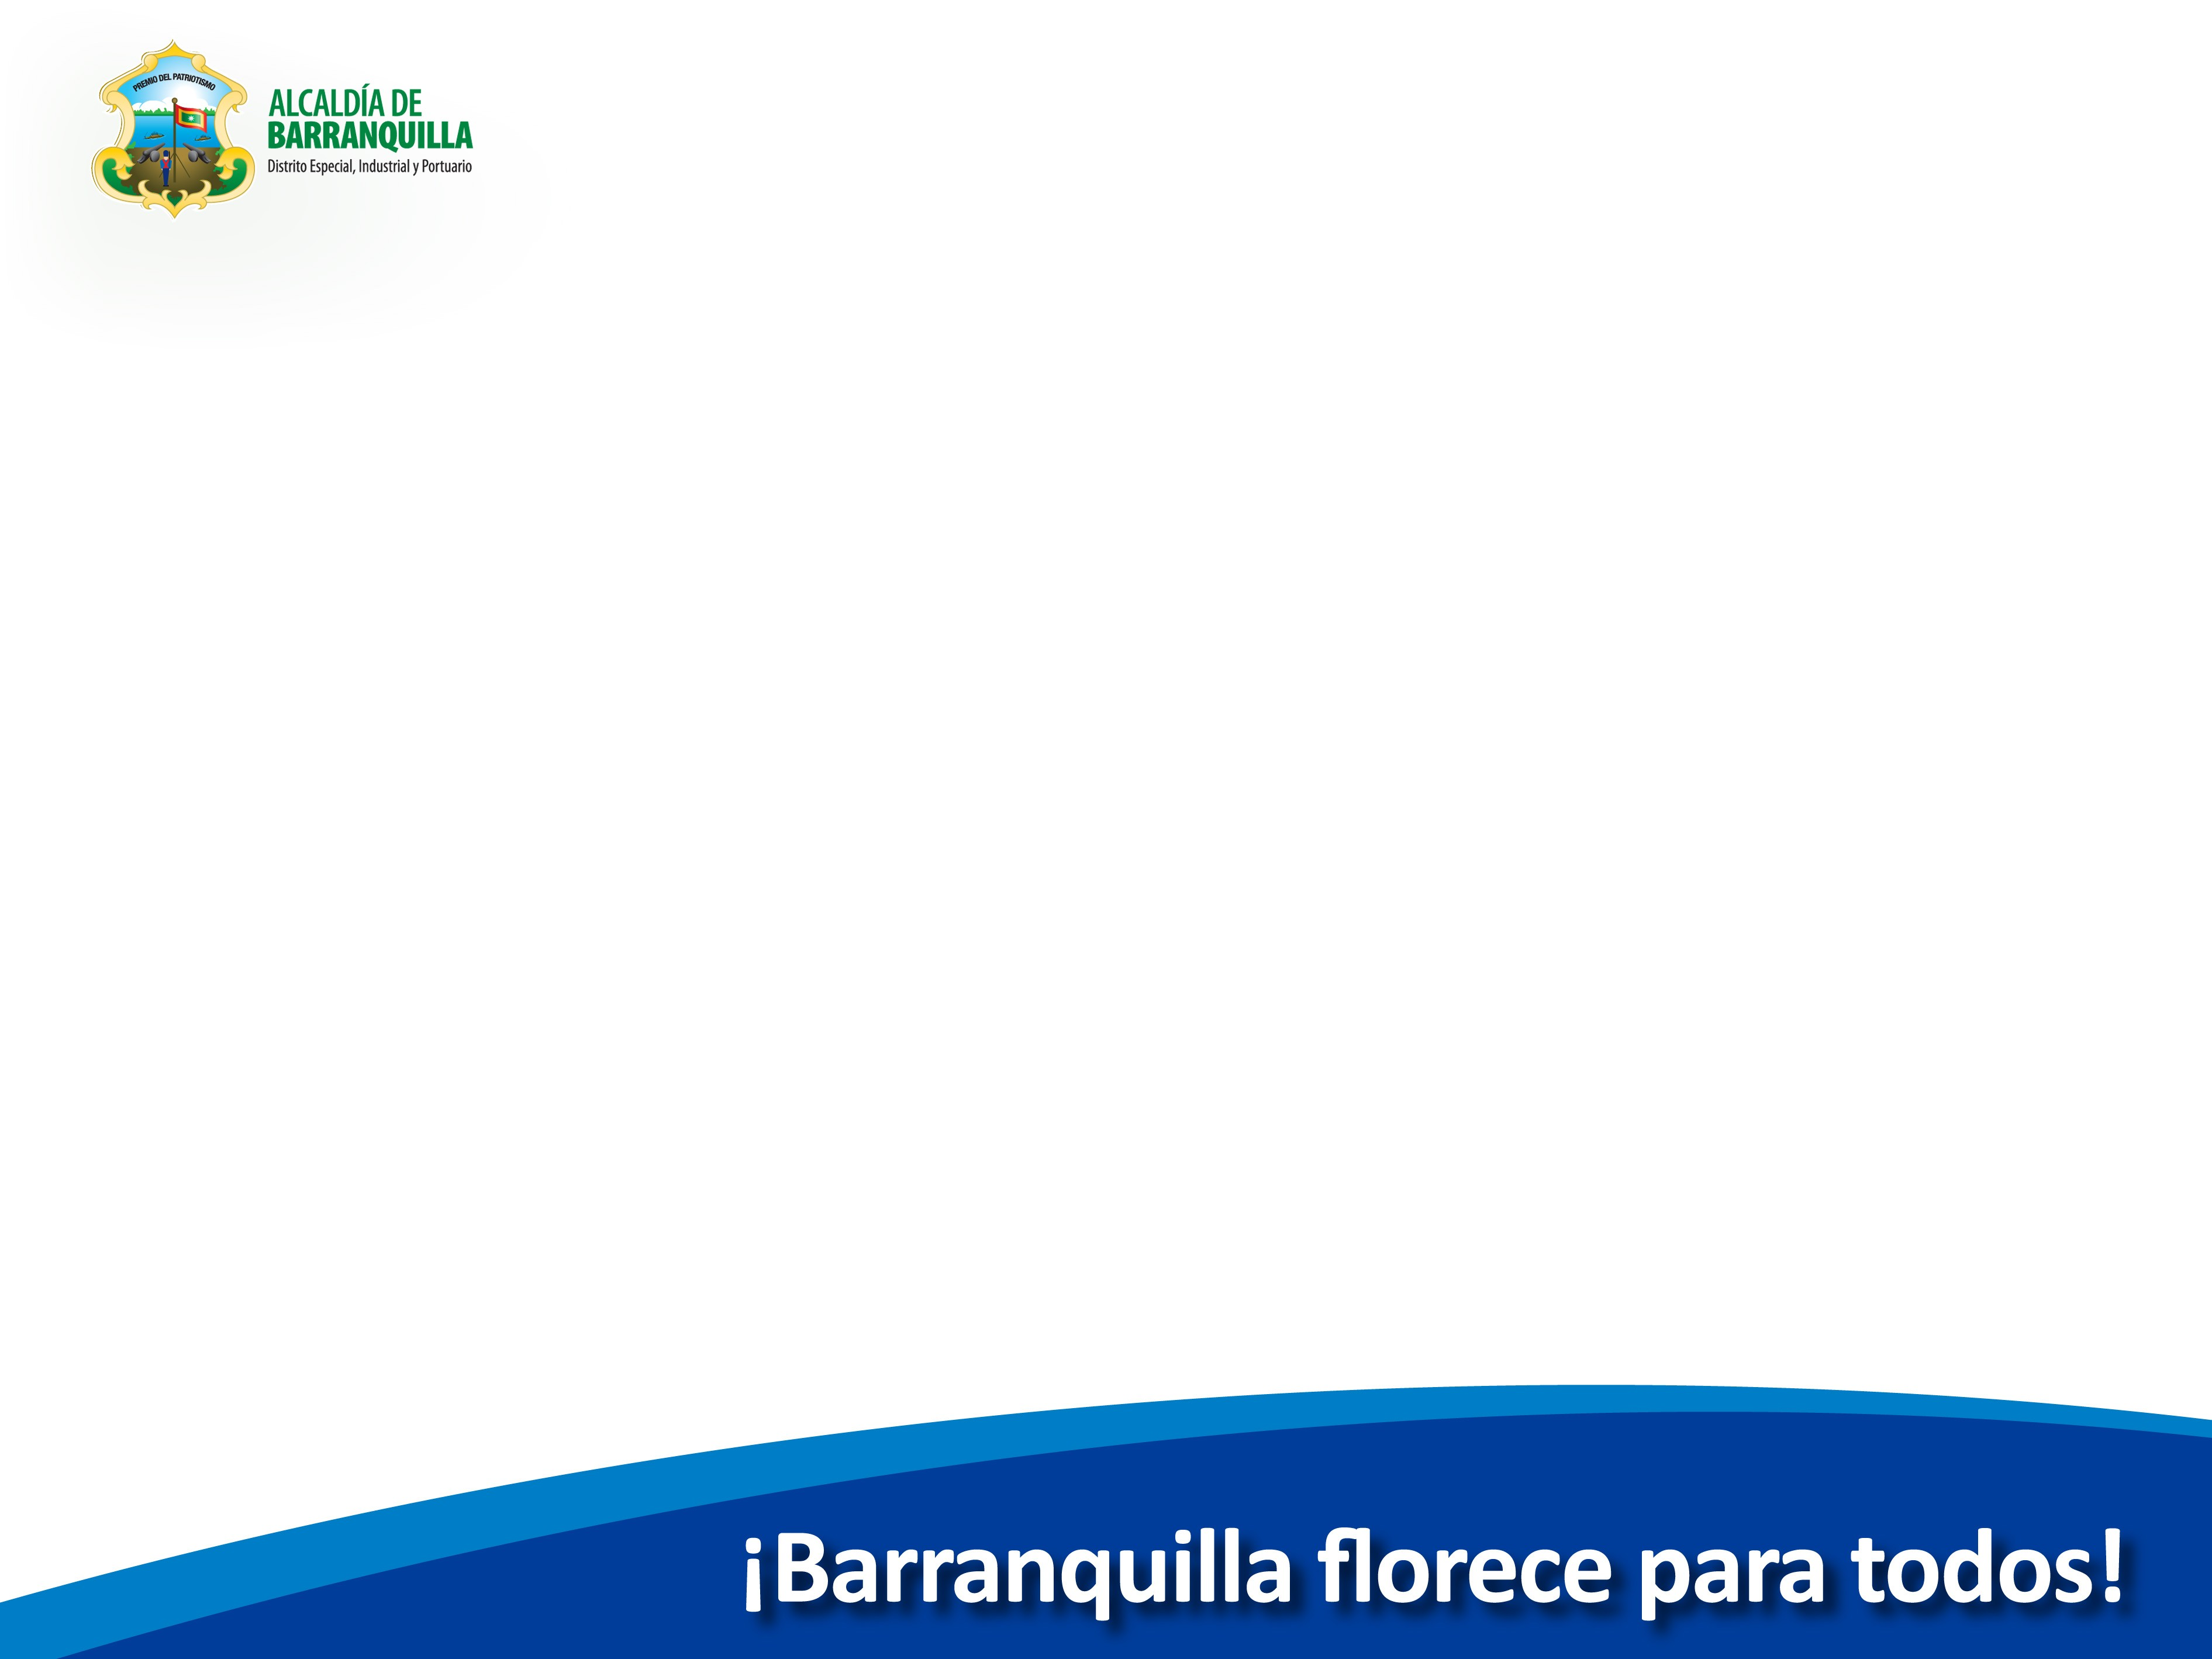 PREMIO DEL PATRIOTISMO
ALCALDÍA DE
BARRANQUILLA
Distrito Especial, Industrial y Portuario
¡Barranquilla florece para todos!